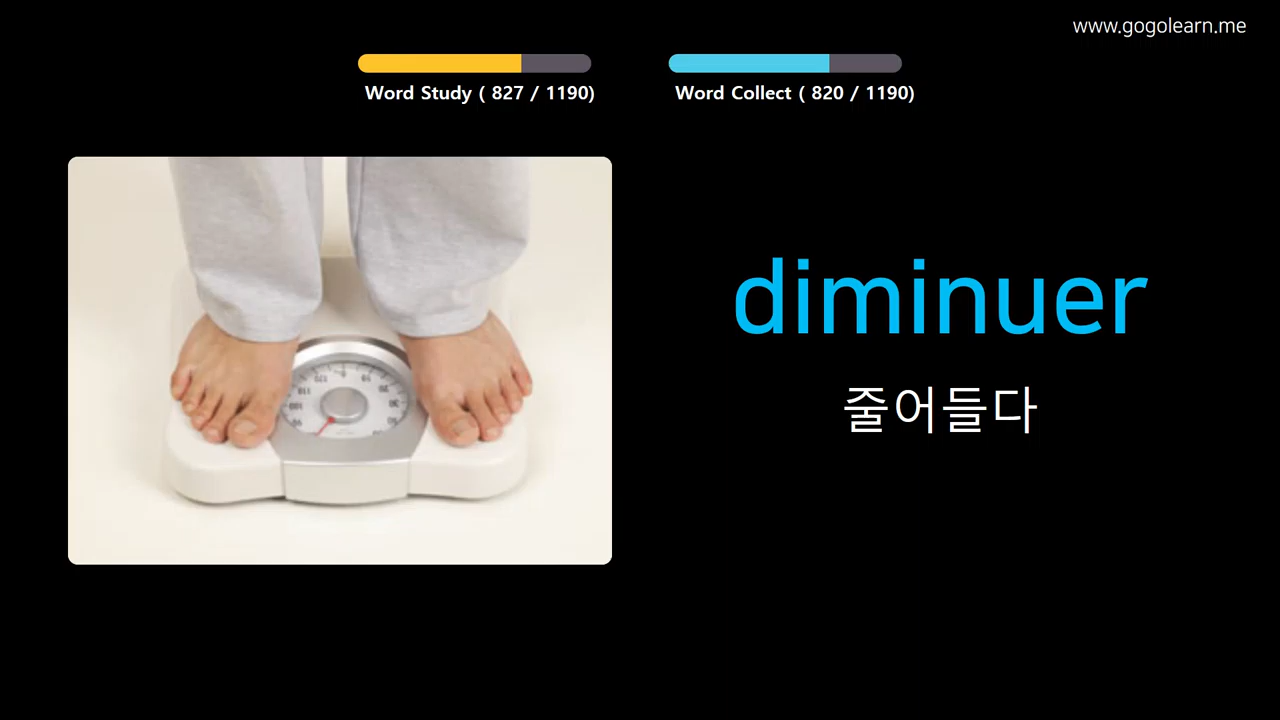 www.gogolearn.me
Word Study ( 827 / 1190)
Word Collect ( 820 / 1190)
diminuer
줄어들다